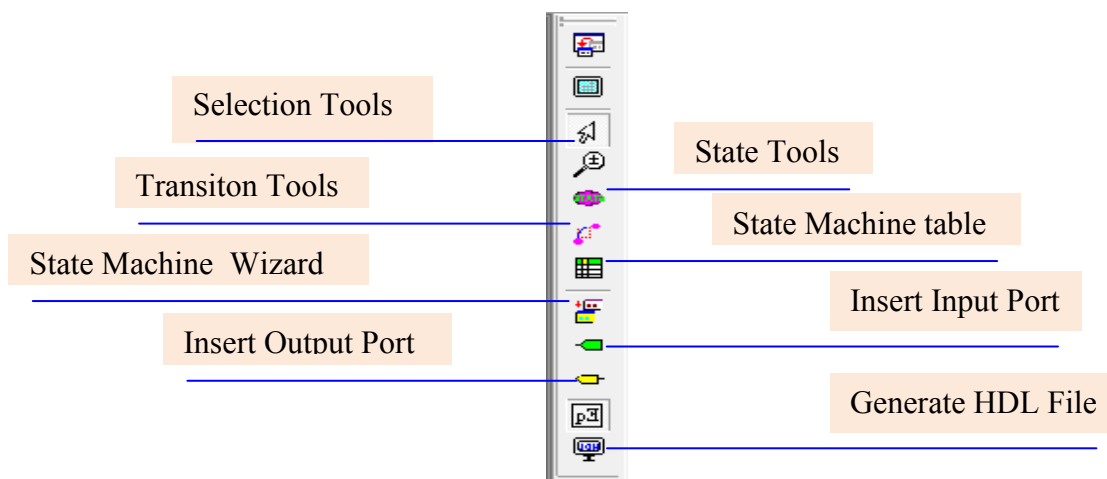 Selection Tools
State Tools
Transiton Tools
State Machine table
State Machine Wizard
Insert Input Port
Insert Output Port
Generate HDL File